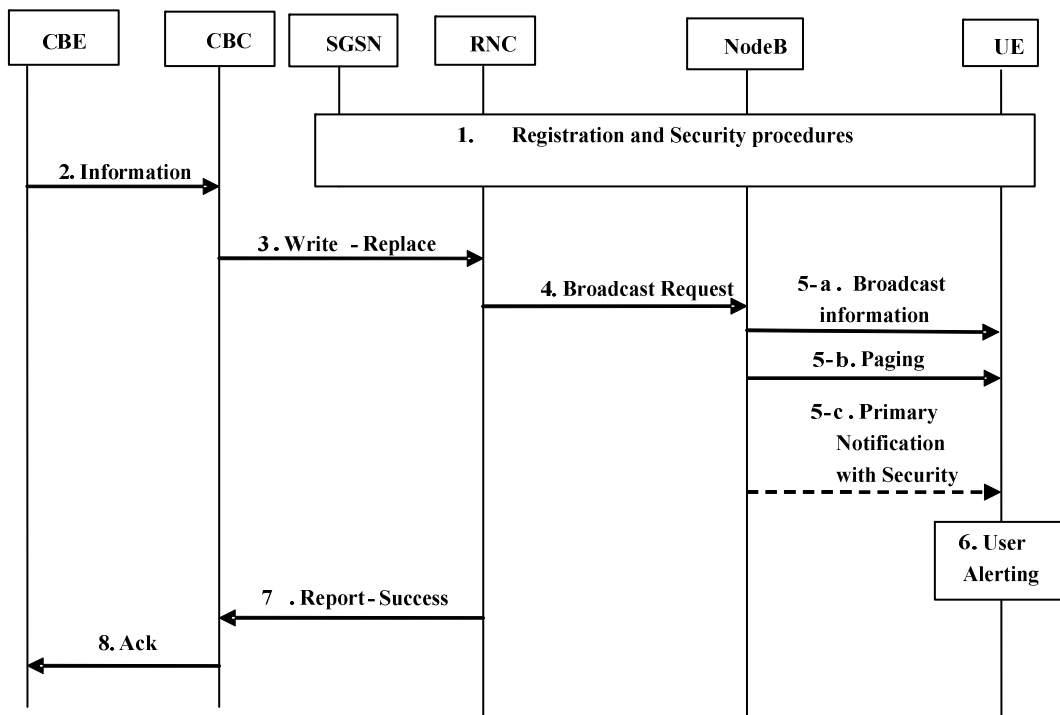 CBE
CBC
SGSN
RNC
NodeB
UE
1. Registration and Security procedures
2. Information
3. Write - Replace
4. Broadcast Request
5-a. Broadcast
information
5-b. Paging
5-c. Primary
Notification
with Security
6. User
Alerting
7 . Report-Success
8. Ack